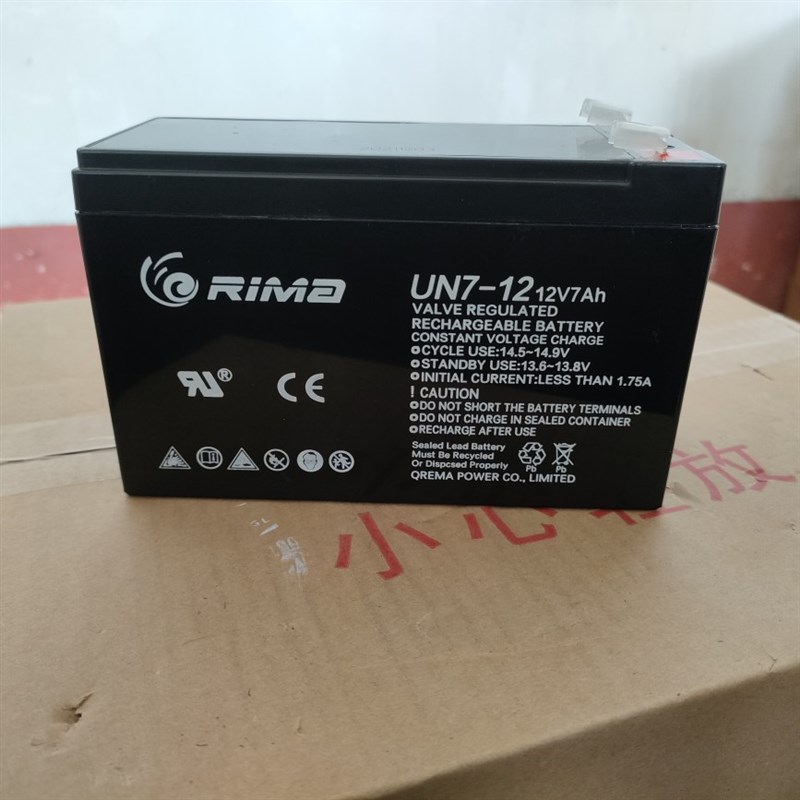 RIMA
UN7-12 12V7Ah
VALVE REGULATED
RECHARGEABLE BATTERY
CONSTANT VOLTAGE CHARGE
CYCLE USE:14.5~14.9V
STANDBY USE:13.6~13.8V
INITIAL CURRENT:LESS THAN 1.75A
! CAUTION
DO NOT SHORT THE BATTERY TERMINALS
DO NOT CHARGE IN SEALED CONTAINER
RECHARGE AFTER USE
Sealed Lead Battery
Must Be Recycled
Or Dispcsed Properly
Pb Pb
QREMA POWER CO., LIMITED
RU®
CE
小心轻放